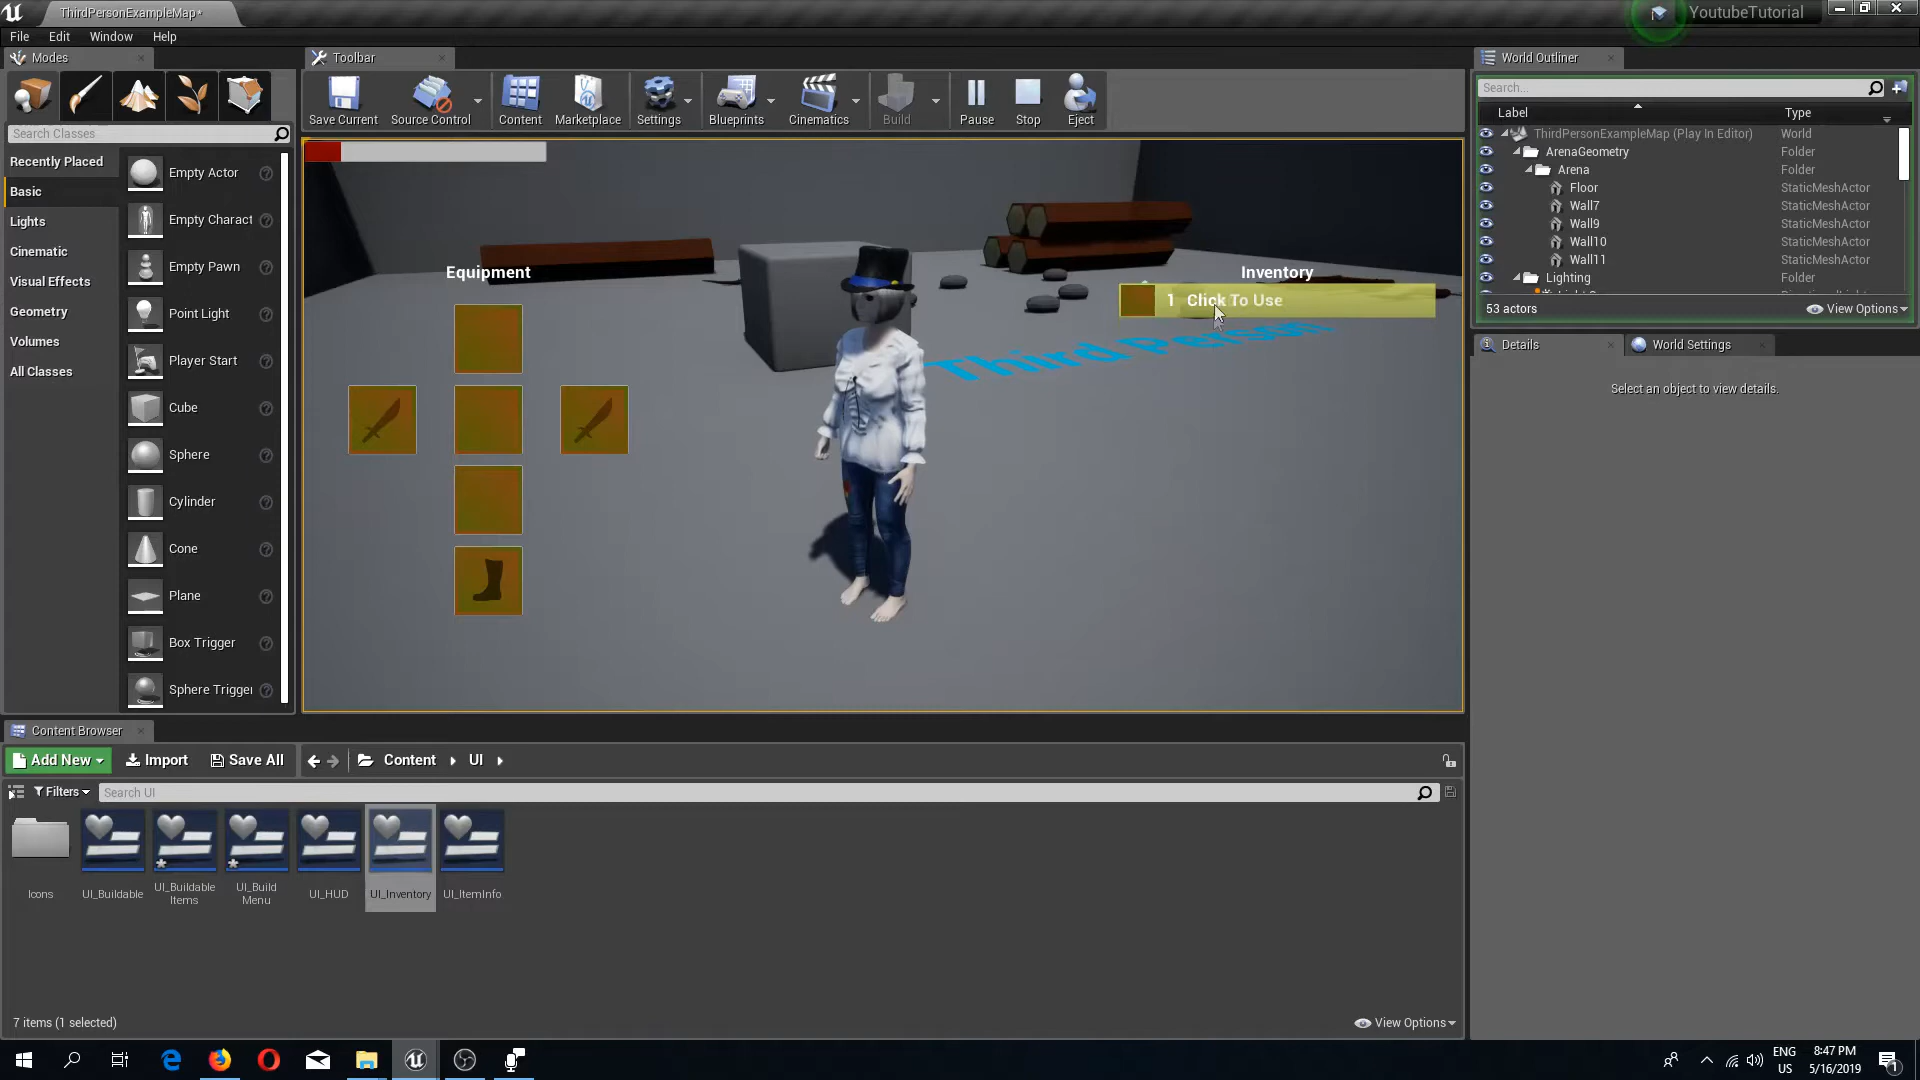 ThirdPersonExampleMap*
YoutubeTutorial
File Edit Window Help
Modes
Toolbar
World Outliner
Save Current
Source Control
Content
Marketplace
Settings
Blueprints
Cinematics
Build
Pause
Stop
Eject
Search Classes
Recently Placed
Basic
Lights
Cinematic
Visual Effects
Geometry
Volumes
All Classes
Empty Actor
Empty Charact
Empty Pawn
Point Light
Player Start
Cube
Sphere
Cylinder
Cone
Plane
Box Trigger
Sphere Trigger
Equipment
Inventory
1 Click To Use
Third Person
Search...
Label Type
ThirdPersonExampleMap (Play In Editor) World
ArenaGeometry Folder
Arena Folder
Floor StaticMeshActor
Wall7 StaticMeshActor
Wall9 StaticMeshActor
Wall10 StaticMeshActor
Wall11 StaticMeshActor
Lighting Folder
53 actors
View Options
Details
World Settings
Select an object to view details.
Content Browser
Add New
Import
Save All
Content
UI
Filters
Search UI
Icons
UI_Buildable
UI_Buildable
Items
UI_Build
Menu
UI_HUD
UI_Inventory
UI_ItemInfo
7 items (1 selected)
View Options
ENG
US
8:47 PM
5/16/2019
1